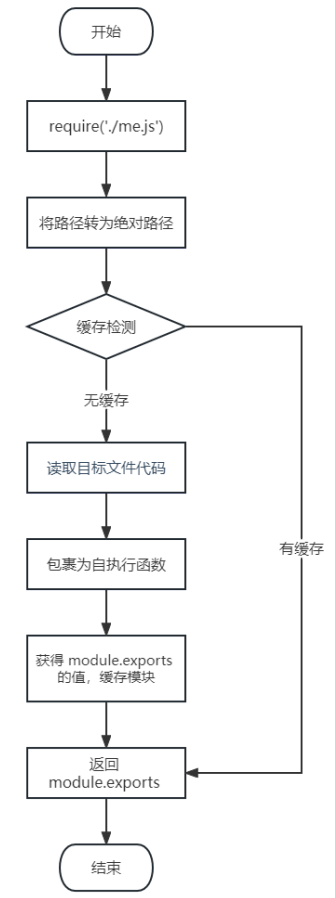 开始
require('./me.js')
将路径转为绝对路径
缓存检测
无缓存
读取目标文件代码
有缓存
包裹为自执行函数
获得 module.exports
的值，缓存模块
返回
module.exports
结束